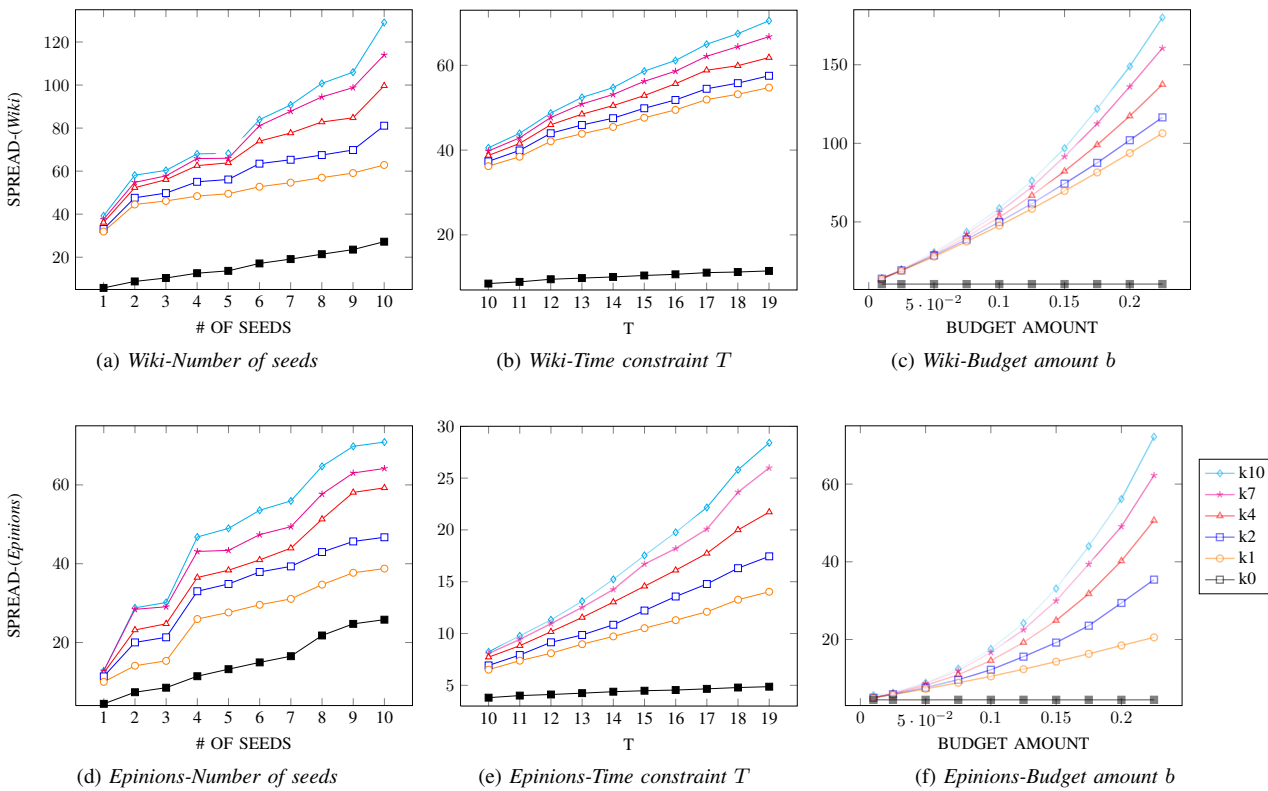 120
100
80
60
40
20
SPREAD-(Wiki)
1 2 3 4 5 6 7 8 9 10
# OF SEEDS
(a) Wiki-Number of seeds
60
40
20
10 11 12 13 14 15 16 17 18 19
T
(b) Wiki-Time constraint T
150
100
50
0 5 · 10⁻² 0.1 0.15 0.2
BUDGET AMOUNT
(c) Wiki-Budget amount b
60
40
20
SPREAD-(Epinions)
1 2 3 4 5 6 7 8 9 10
# OF SEEDS
(d) Epinions-Number of seeds
30
25
20
15
10
5
10 11 12 13 14 15 16 17 18 19
T
(e) Epinions-Time constraint T
60
40
20
0 5 · 10⁻² 0.1 0.15 0.2
BUDGET AMOUNT
(f) Epinions-Budget amount b
k10
k7
k4
k2
k1
k0